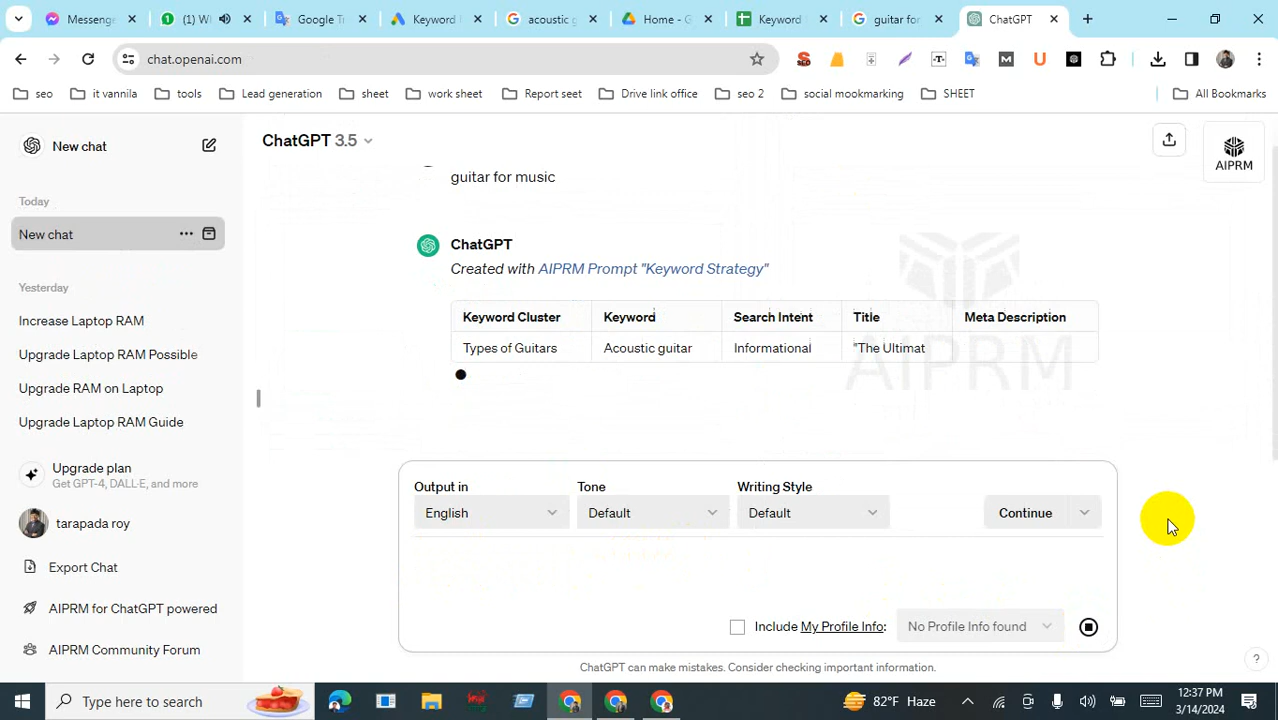 Messenge
(1) W
Google Tr
Keyword
acoustic g
Home - G
Keyword
guitar for
ChatGPT
chat.openai.com
seo
it vannila
tools
Lead generation
sheet
work sheet
Report seet
Drive link office
seo 2
social mookmarking
SHEET
All Bookmarks
New chat
ChatGPT 3.5
AIPRM
Today
New chat
Yesterday
Increase Laptop RAM
Upgrade Laptop RAM Possible
Upgrade RAM on Laptop
Upgrade Laptop RAM Guide
Upgrade plan
Get GPT-4, DALL-E, and more
tarapada roy
Export Chat
AIPRM for ChatGPT powered
AIPRM Community Forum
guitar for music
ChatGPT
Created with AIPRM Prompt "Keyword Strategy"
Keyword Cluster Keyword Search Intent Title Meta Description
Types of Guitars Acoustic guitar Informational "The Ultimat
AIPRM
Output in Tone Writing Style
English Default Default Continue
Include My Profile Info: No Profile Info found
ChatGPT can make mistakes. Consider checking important information.
?
Type here to search
82°F Haze
12:37 PM
3/14/2024